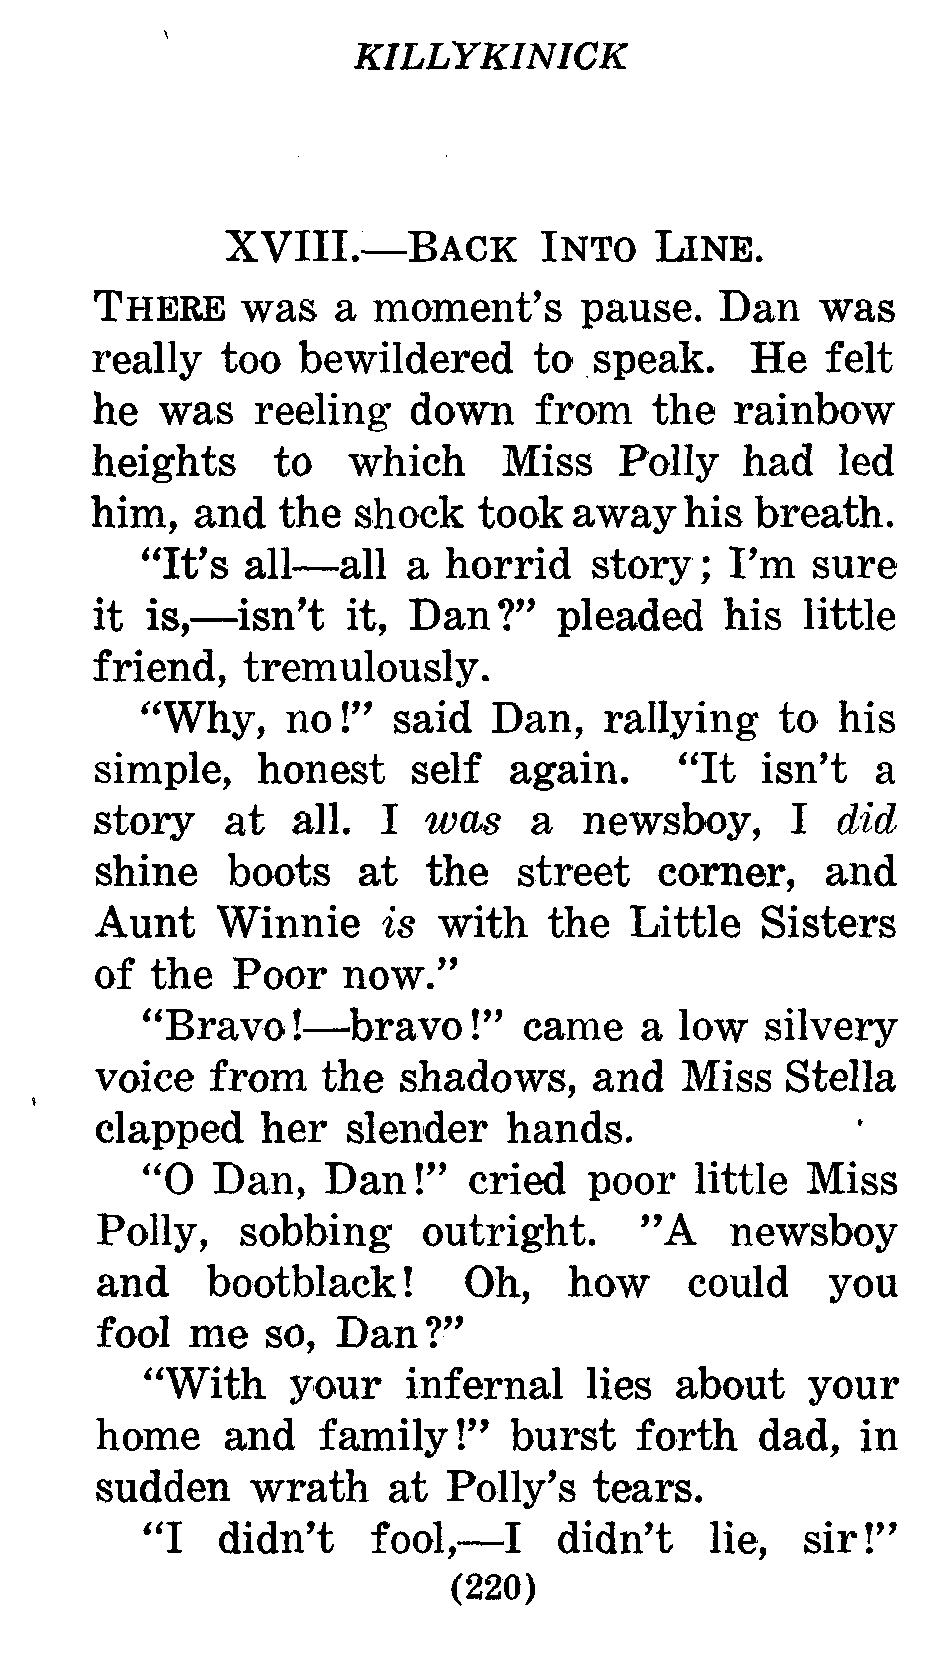 KILLYKINICK
XVIII.—BACK INTO LINE.
THERE was a moment's pause. Dan was
really too bewildered to speak. He felt
he was reeling down from the rainbow
heights to which Miss Polly had led
him, and the shock took away his breath.
"It's all—all a horrid story; I'm sure
it is,—isn't it, Dan?" pleaded his little
friend, tremulously.
"Why, no!" said Dan, rallying to his
simple, honest self again. "It isn't a
story at all. I was a newsboy, I did
shine boots at the street corner, and
Aunt Winnie is with the Little Sisters
of the Poor now."
"Bravo!—bravo!" came a low silvery
voice from the shadows, and Miss Stella
clapped her slender hands.
"O Dan, Dan!" cried poor little Miss
Polly, sobbing outright. "A newsboy
and bootblack! Oh, how could you
fool me so, Dan?"
"With your infernal lies about your
home and family!" burst forth dad, in
sudden wrath at Polly's tears.
"I didn't fool,—I didn't lie, sir!"
(220)